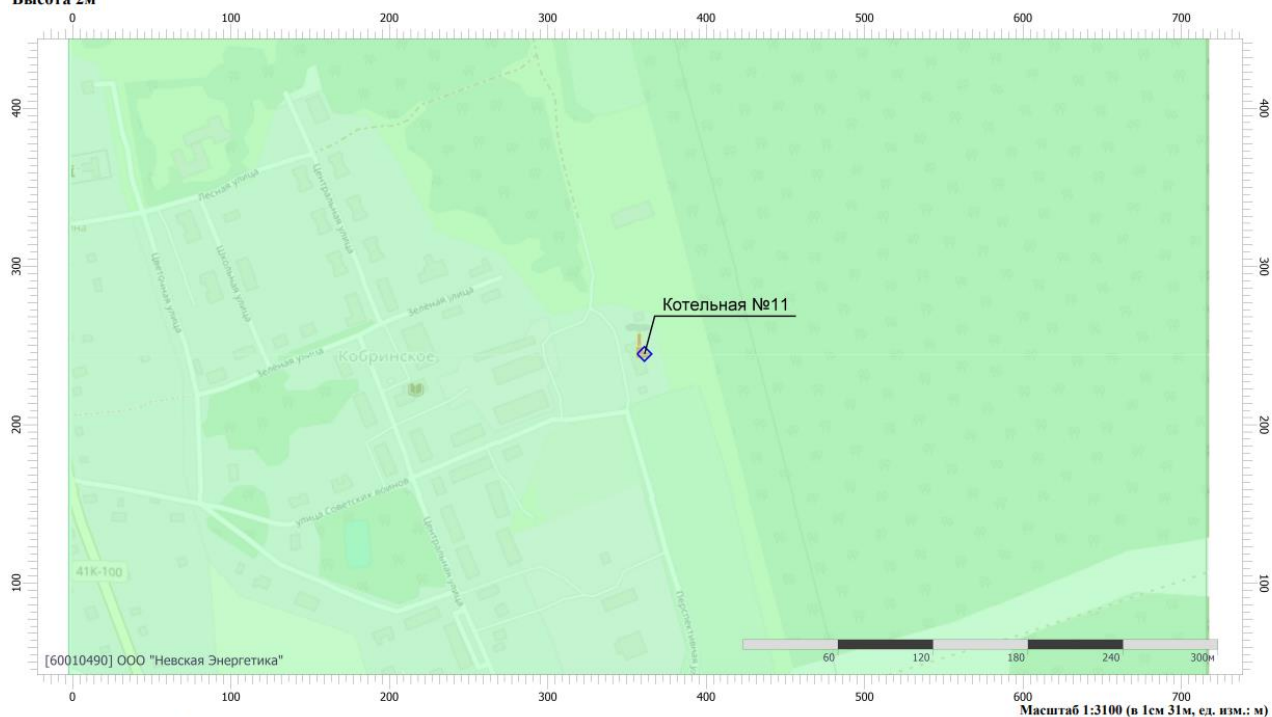 Высота 2м
0 100 200 300 400 500 600 700
400 400
Лесная улица
Центральная улица
300 300
Цветочная улица
Школьная улица
Зелёная улица
Котельная №11
Зелёная улица
Кобринское
200 200
улица Советских воинов
Центральная улица
41К-100
100 100
Перспективная у
60 120 180 240 300м
[60010490] ООО "Невская Энергетика"
0 100 200 300 400 500 600 700
Масштаб 1:3100 (в 1см 31м, ед. изм.: м)